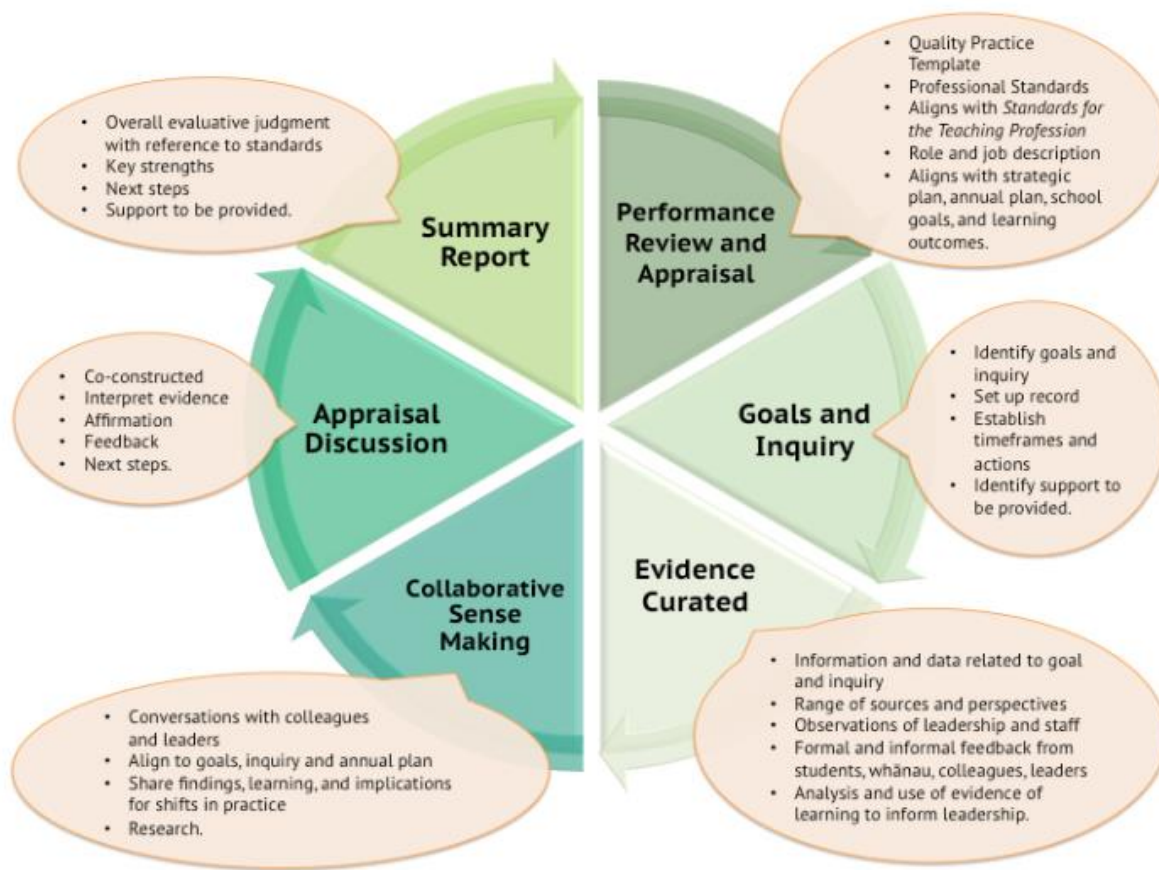 Performance
Review and
Appraisal
• Quality Practice
Template
• Professional Standards
• Aligns with Standards for
the Teaching Profession
• Role and job description
• Aligns with strategic
plan, annual plan, school
goals, and learning
outcomes.
Goals and
Inquiry
• Identify goals and
inquiry
• Set up record
• Establish
timeframes and
actions
• Identify support to
be provided.
Evidence
Curated
• Information and data related to goal
and inquiry
• Range of sources and perspectives
• Observations of leadership and staff
• Formal and informal feedback from
students, whānau, colleagues, leaders
• Analysis and use of evidence of
learning to inform leadership.
Collaborative
Sense
Making
• Conversations with colleagues
and leaders
• Align to goals, inquiry and annual plan
• Share findings, learning, and implications
for shifts in practice
• Research.
Appraisal
Discussion
• Co-constructed
• Interpret evidence
• Affirmation
• Feedback
• Next steps.
Summary
Report
• Overall evaluative judgment
with reference to standards
• Key strengths
• Next steps
• Support to be provided.